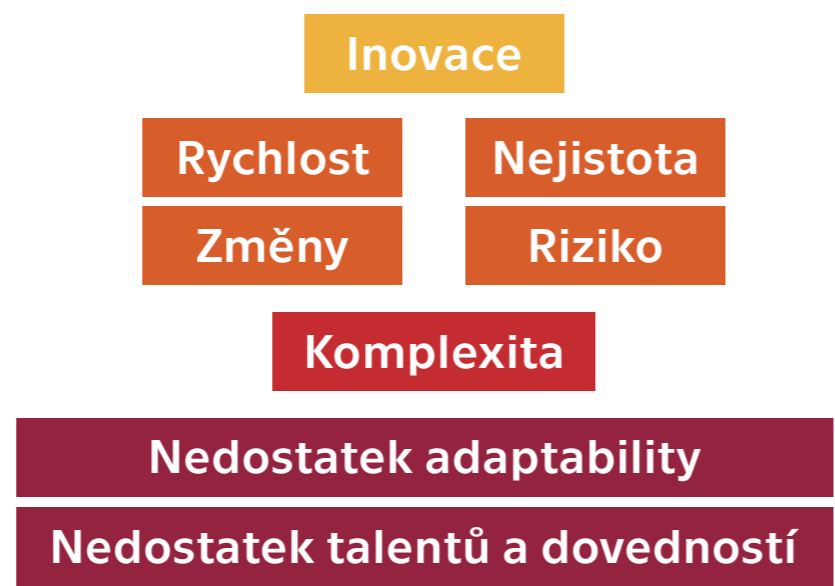 Inovace
Rychlost
Nejistota
Změny
Riziko
Komplexita
Nedostatek adaptability
Nedostatek talentů a dovedností